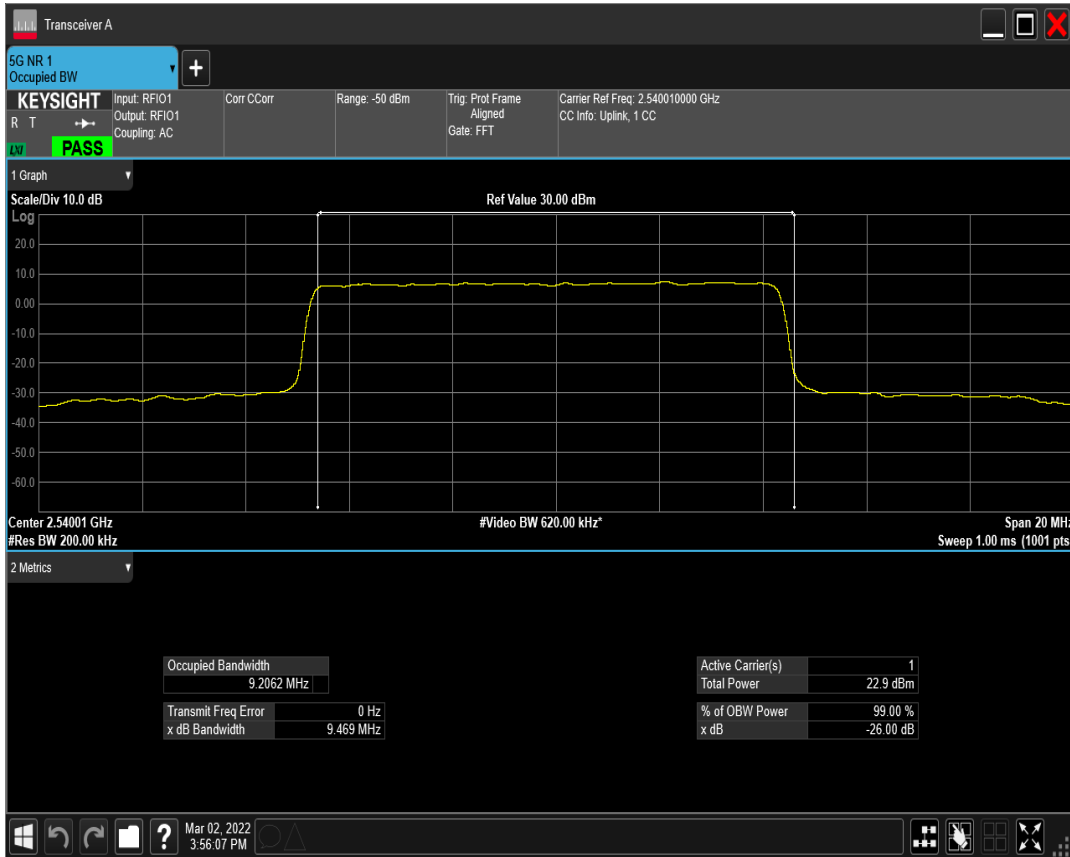 Transceiver A
5G NR 1
Occupied BW
KEYSIGHT
R T
LXI
PASS
Input: RFIO1
Output: RFIO1
Coupling: AC
Corr CCorr
Range: -50 dBm
Trig: Prot Frame
Aligned
Gate: FFT
Carrier Ref Freq: 2.540010000 GHz
CC Info: Uplink, 1 CC
1 Graph
Scale/Div 10.0 dB
Ref Value 30.00 dBm
Log
20.0
10.0
0.00
-10.0
-20.0
-30.0
-40.0
-50.0
-60.0
Center 2.54001 GHz
#Video BW 620.00 kHz*
Span 20 MHz
#Res BW 200.00 kHz
Sweep 1.00 ms (1001 pts
2 Metrics
Occupied Bandwidth
9.2062 MHz
Transmit Freq Error 0 Hz
x dB Bandwidth 9.469 MHz
Active Carrier(s) 1
Total Power 22.9 dBm
% of OBW Power 99.00 %
x dB -26.00 dB
?
Mar 02, 2022
3:56:07 PM